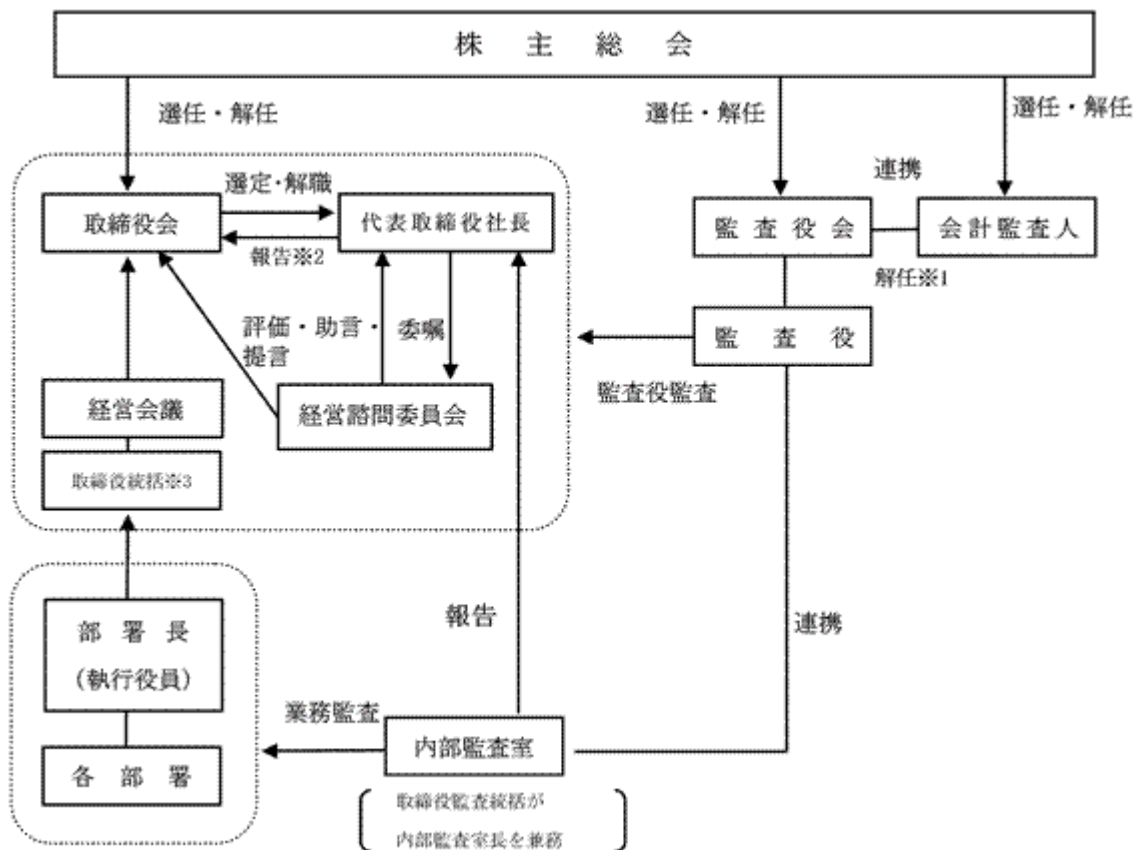 株主総会
選任・解任
選任・解任
選任・解任
選定・解職
連携
取締役会
代表取締役社長
監査役会
会計監査人
報告※2
解任※1
評価・助言・
提言
委嘱
監査役
監査役監査
経営会議
経営諮問委員会
取締役統括※3
部署長
(執行役員)
報告
連携
業務監査
内部監査室
各部署
取締役監査統括が
内部監査室長を兼務